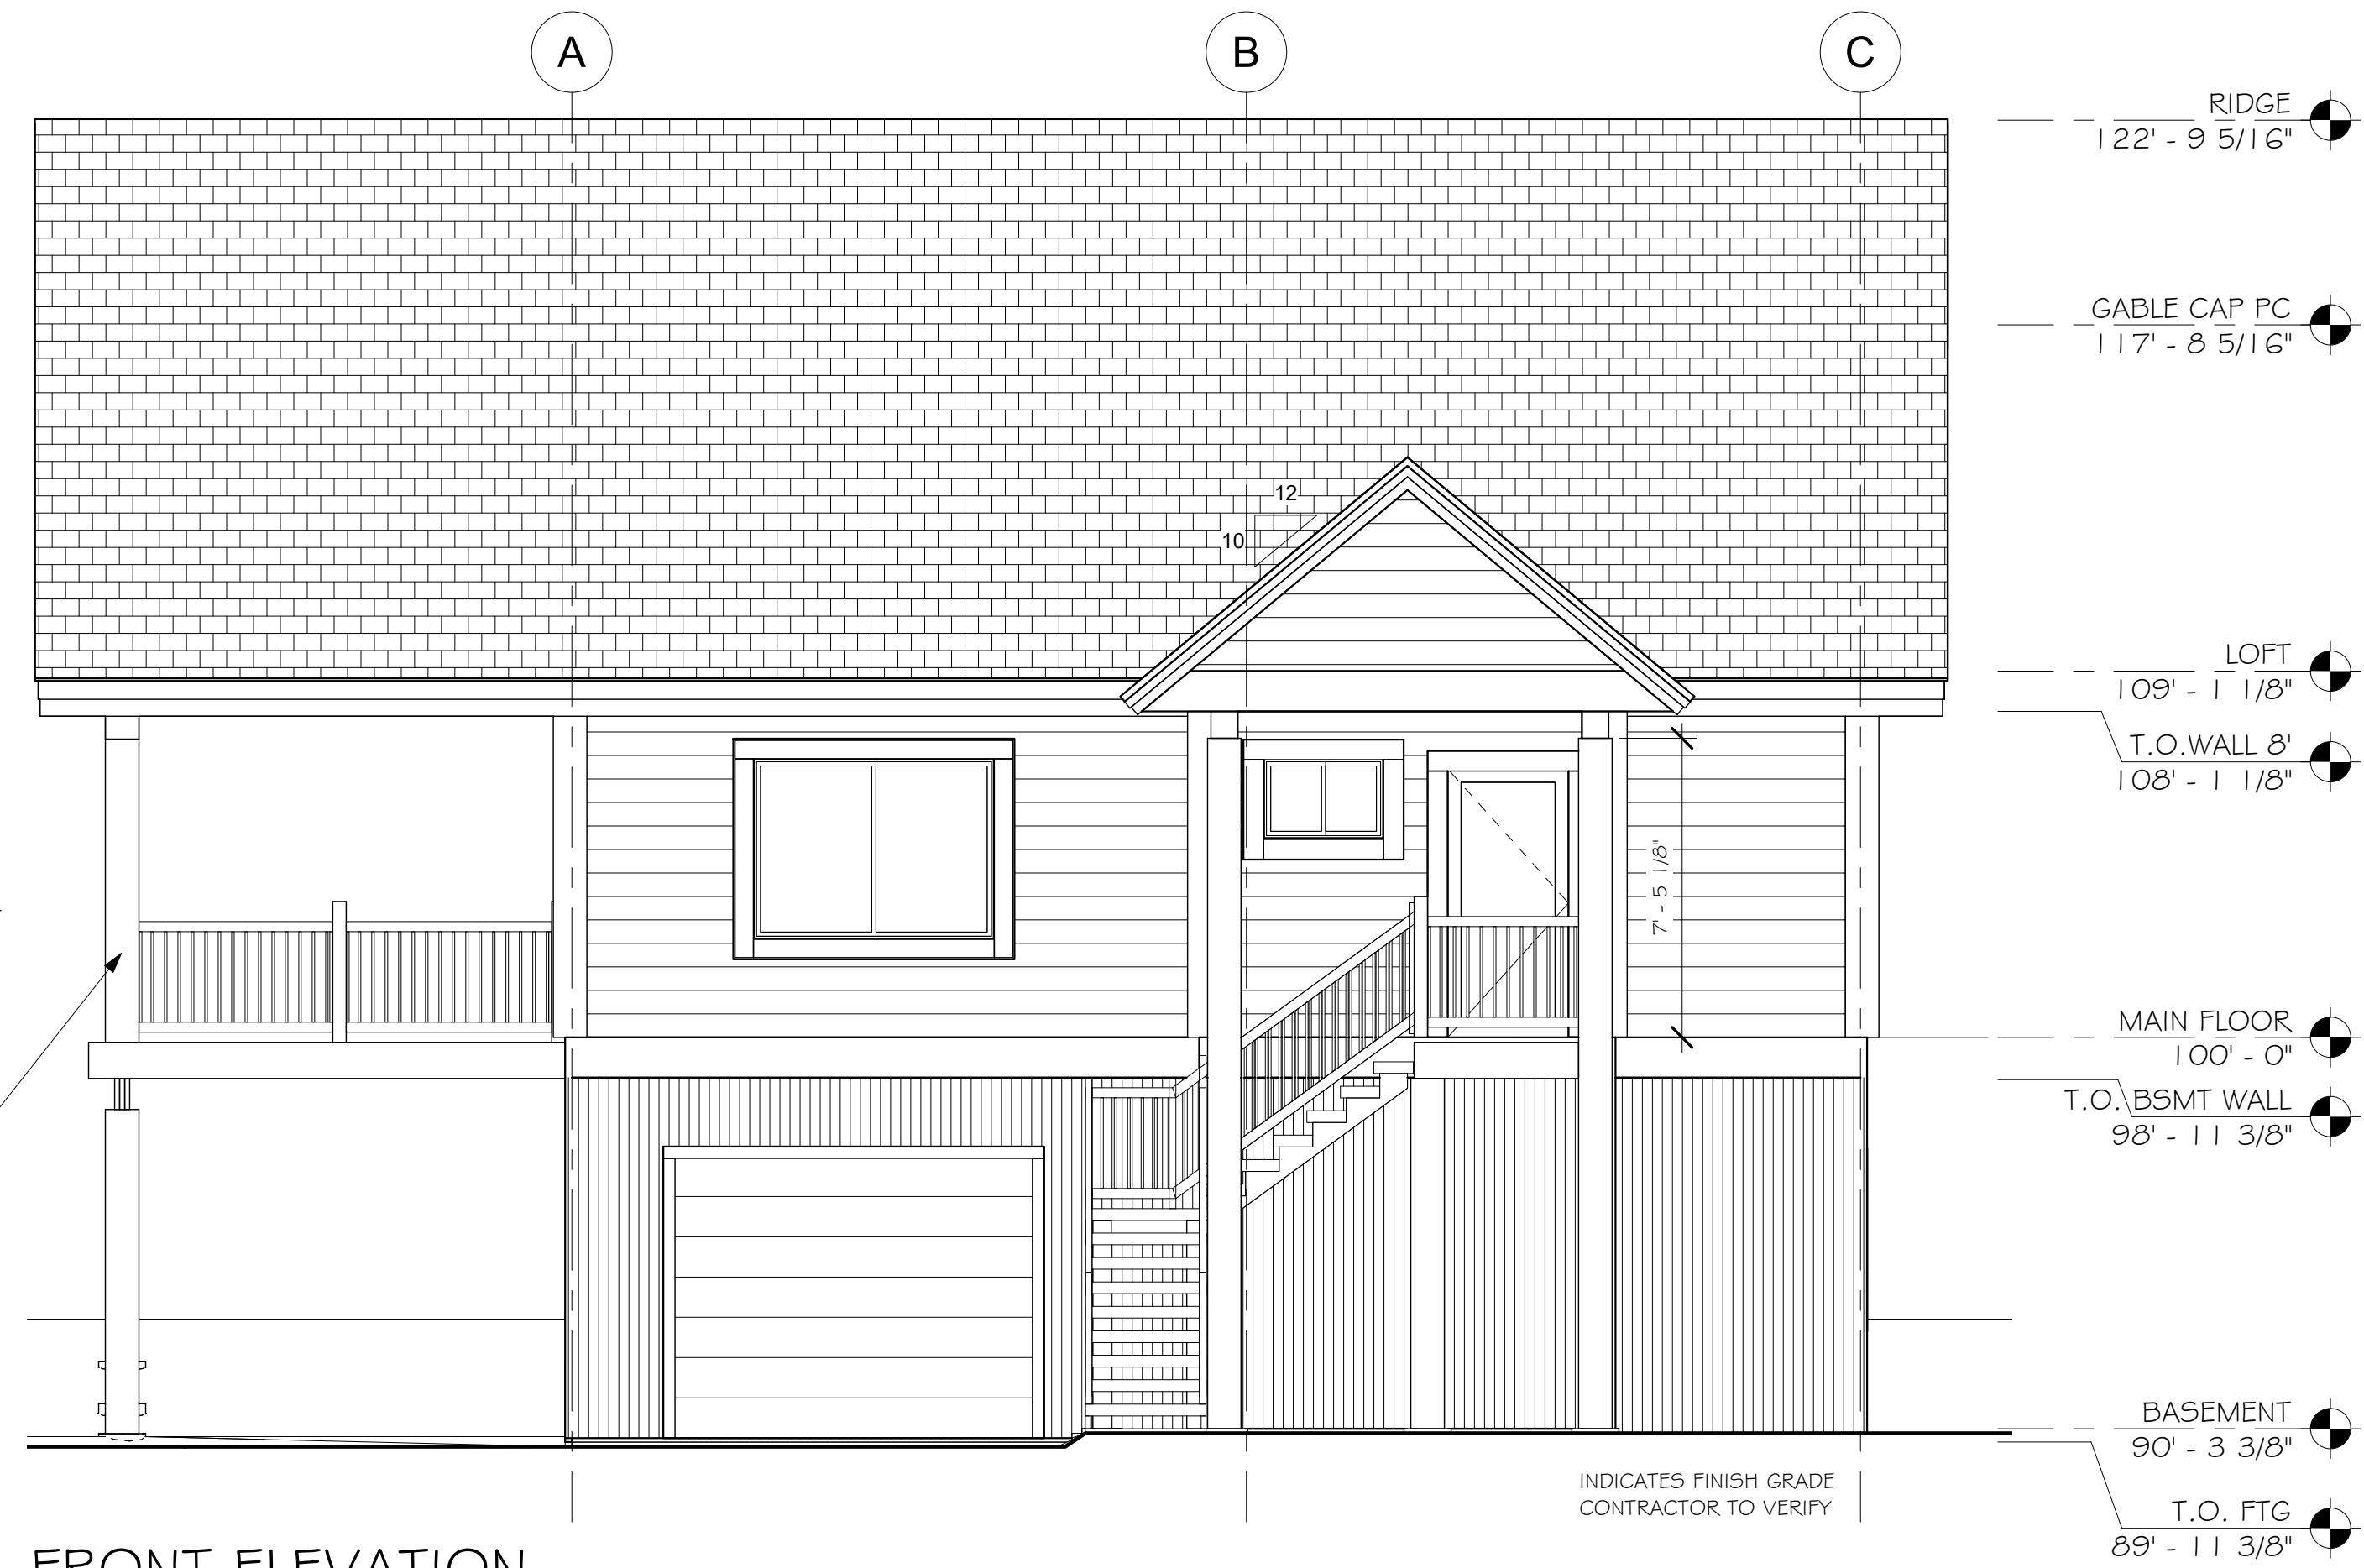 A
B
C
RIDGE
122' - 9 5/16"
GABLE CAP PC
117' - 8 5/16"
12
10
LOFT
109' - 1 1/8"
T.O.WALL 8'
108' - 1 1/8"
7' - 5 1/8"
MAIN FLOOR
100' - 0"
T.O. BSMT WALL
98' - 11 3/8"
BASEMENT
90' - 3 3/8"
INDICATES FINISH GRADE
CONTRACTOR TO VERIFY
T.O. FTG
89' - 11 3/8"
FRONT ELEVATION